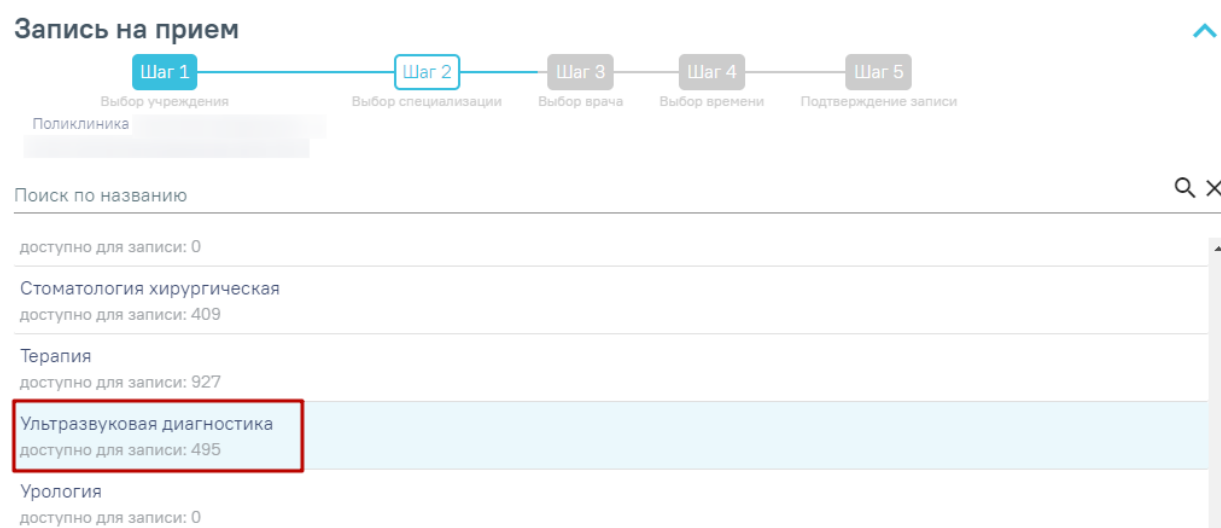 Запись на прием
Шаг 1 Шаг 2 Шаг 3 Шаг 4 Шаг 5
Выбор учреждения Выбор специализации Выбор врача Выбор времени Подтверждение записи
Поликлиника
Поиск по названию
доступно для записи: 0
Стоматология хирургическая
доступно для записи: 409
Терапия
доступно для записи: 927
Ультразвуковая диагностика
доступно для записи: 495
Урология
доступно для записи: 0